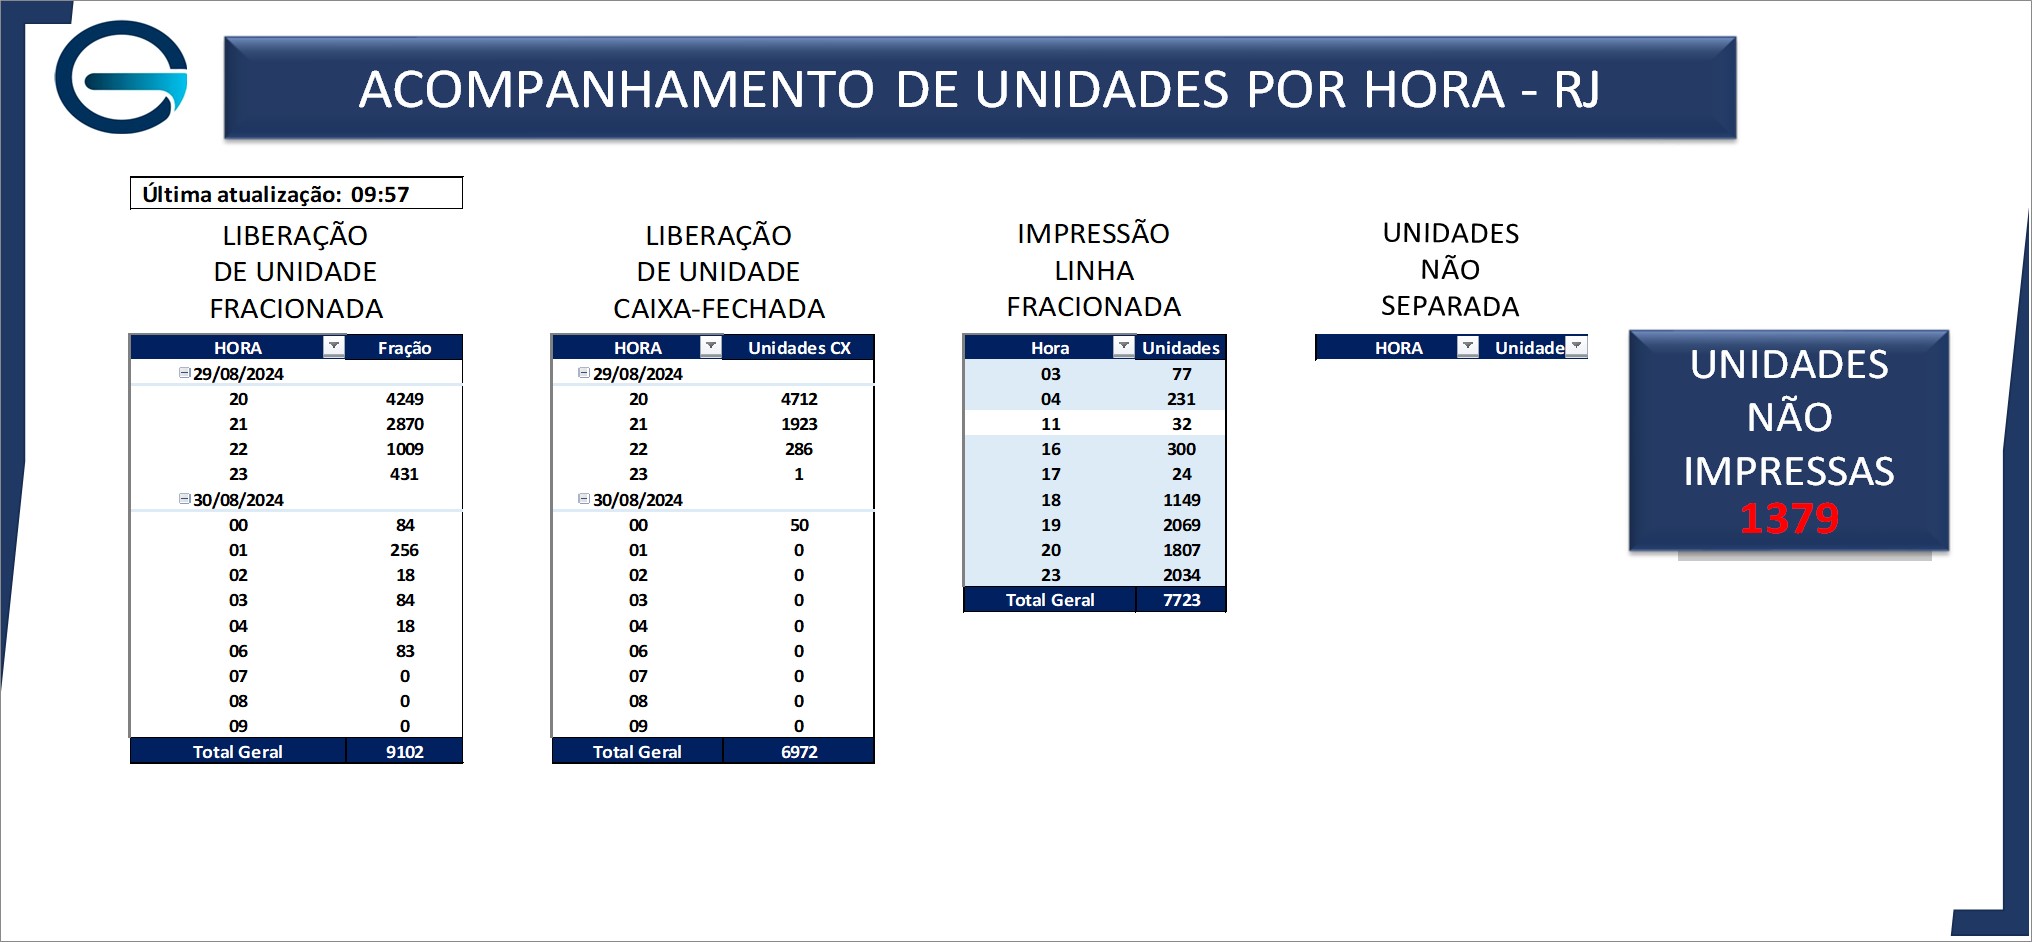 ACOMPANHAMENTO DE UNIDADES POR HORA - RJ
Última atualização: 09:57
LIBERAÇÃO
DE UNIDADE
FRACIONADA
HORA Fração
29/08/2024
20 4249
21 2870
22 1009
23 431
30/08/2024
00 84
01 256
02 18
03 84
04 18
06 83
07 0
08 0
09 0
Total Geral 9102
LIBERAÇÃO
DE UNIDADE
CAIXA-FECHADA
HORA Unidades CX
29/08/2024
20 4712
21 1923
22 286
23 1
30/08/2024
00 50
01 0
02 0
03 0
04 0
06 0
07 0
08 0
09 0
Total Geral 6972
IMPRESSÃO
LINHA
FRACIONADA
Hora Unidades
03 77
04 231
11 32
16 300
17 24
18 1149
19 2069
20 1807
23 2034
Total Geral 7723
UNIDADES
NÃO
SEPARADA
HORA Unidade
UNIDADES
NÃO
IMPRESSAS
1379